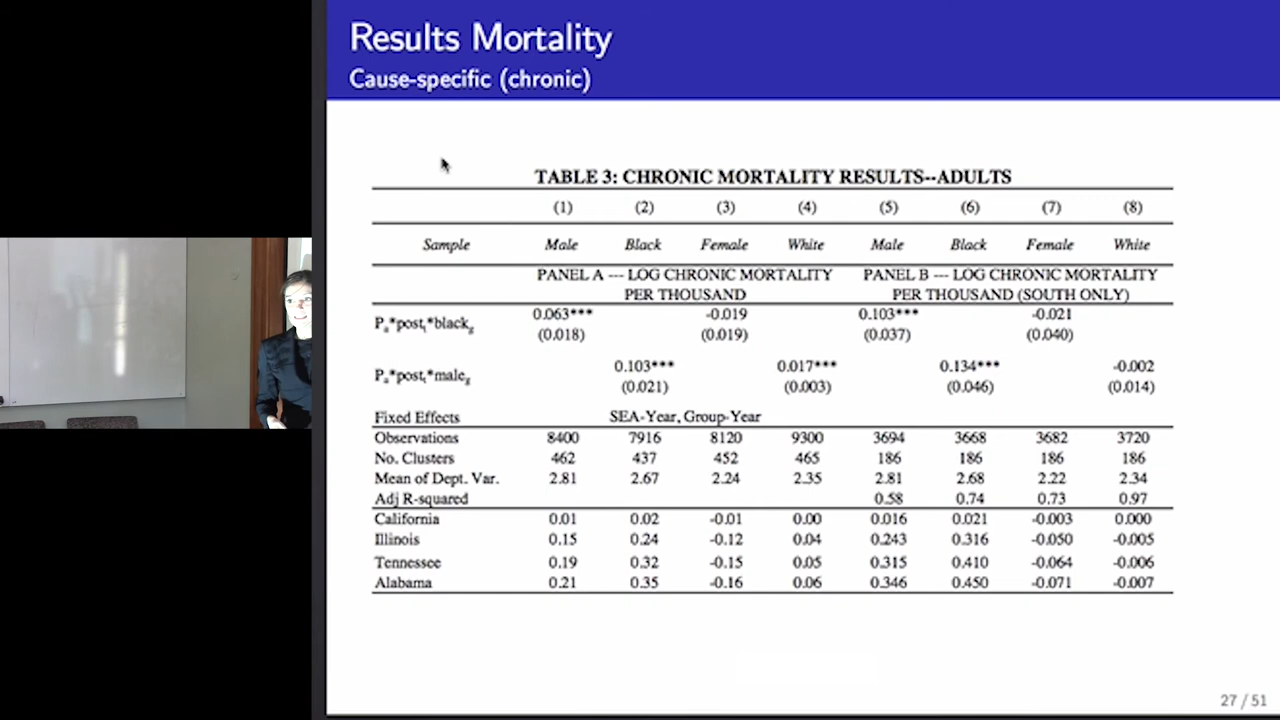 Results Mortality
Cause-specific (chronic)
TABLE 3: CHRONIC MORTALITY RESULTS--ADULTS
(1) (2) (3) (4) (5) (6) (7) (8)
Sample Male Black Female White Male Black Female White
PANEL A --- LOG CHRONIC MORTALITY PER THOUSAND PANEL B --- LOG CHRONIC MORTALITY PER THOUSAND (SOUTH ONLY)
Pₐ*postₜ*black_g 0.063*** -0.019 0.103*** -0.021
(0.018) (0.019) (0.037) (0.040)
Pₐ*postₜ*male_g 0.103*** 0.017*** 0.134*** -0.002
(0.021) (0.003) (0.046) (0.014)
Fixed Effects SEA-Year, Group-Year
Observations 8400 7916 8120 9300 3694 3668 3682 3720
No. Clusters 462 437 452 465 186 186 186 186
Mean of Dept. Var. 2.81 2.67 2.24 2.35 2.81 2.68 2.22 2.34
Adj R-squared 0.58 0.74 0.73 0.97
California 0.01 0.02 -0.01 0.00 0.016 0.021 -0.003 0.000
Illinois 0.15 0.24 -0.12 0.04 0.243 0.316 -0.050 -0.005
Tennessee 0.19 0.32 -0.15 0.05 0.315 0.410 -0.064 -0.006
Alabama 0.21 0.35 -0.16 0.06 0.346 0.450 -0.071 -0.007
27 / 51